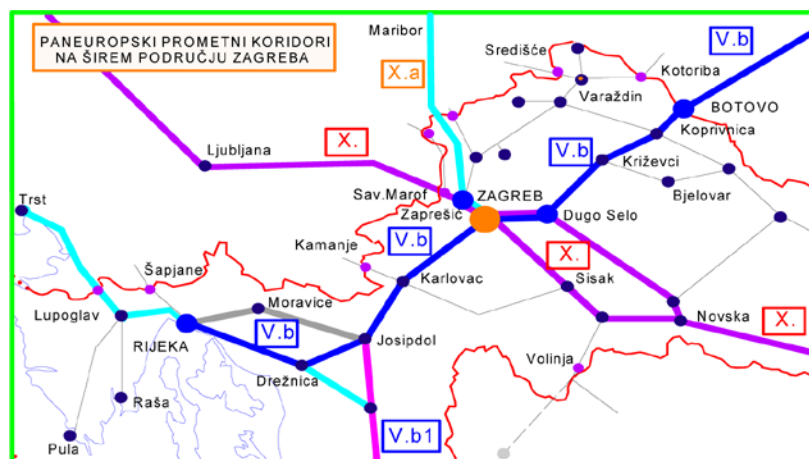 PANEUROPSKI PROMETNI KORIDORI
NA ŠIREM PODRUČJU ZAGREBA
Maribor
X.a
Središće
Kotoriba
V.b
Varaždin
BOTOVO
Koprivnica
Ljubljana
X.
V.b
Križevci
Bjelovar
Trst
Sav.Marof
ZAGREB
Zaprešić
Dugo Selo
V.b
Kamanje
X.
Šapjane
Karlovac
Sisak
Moravice
Lupoglav
V.b
Novska
X.
RIJEKA
Josipdol
Volinja
Drežnica
Raša
V.b1
Pula